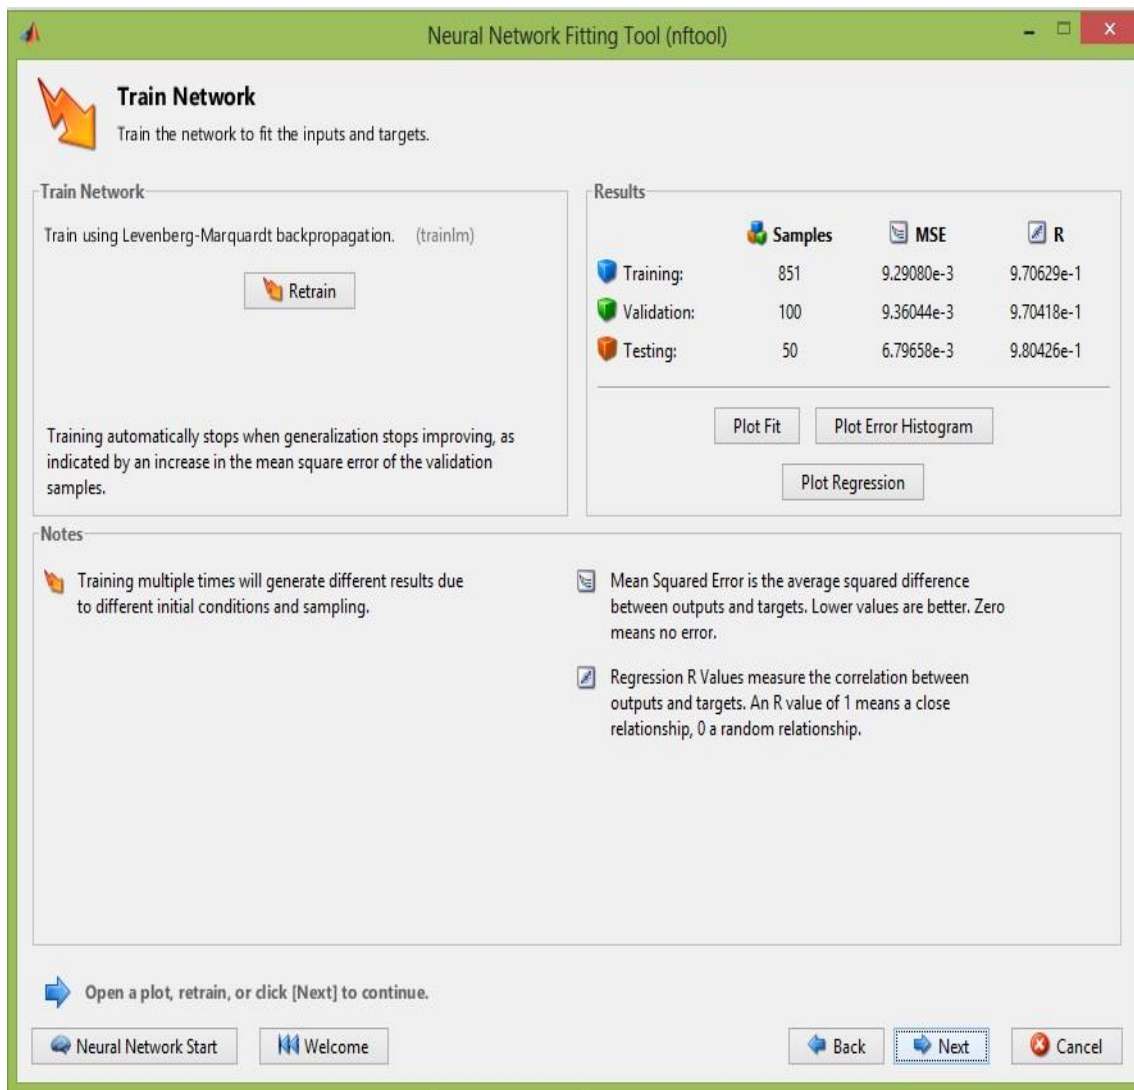 Neural Network Fitting Tool (nftool)
Train Network
Train the network to fit the inputs and targets.
Train Network
Train using Levenberg-Marquardt backpropagation. (trainlm)
Retrain
Training automatically stops when generalization stops improving, as
indicated by an increase in the mean square error of the validation
samples.
Results
Samples MSE R
Training: 851 9.29080e-3 9.70629e-1
Validation: 100 9.36044e-3 9.70418e-1
Testing: 50 6.79658e-3 9.80426e-1
Plot Fit Plot Error Histogram
Plot Regression
Notes
Training multiple times will generate different results due
to different initial conditions and sampling.
Mean Squared Error is the average squared difference
between outputs and targets. Lower values are better. Zero
means no error.
Regression R Values measure the correlation between
outputs and targets. An R value of 1 means a close
relationship, 0 a random relationship.
Open a plot, retrain, or click [Next] to continue.
Neural Network Start Welcome Back Next Cancel